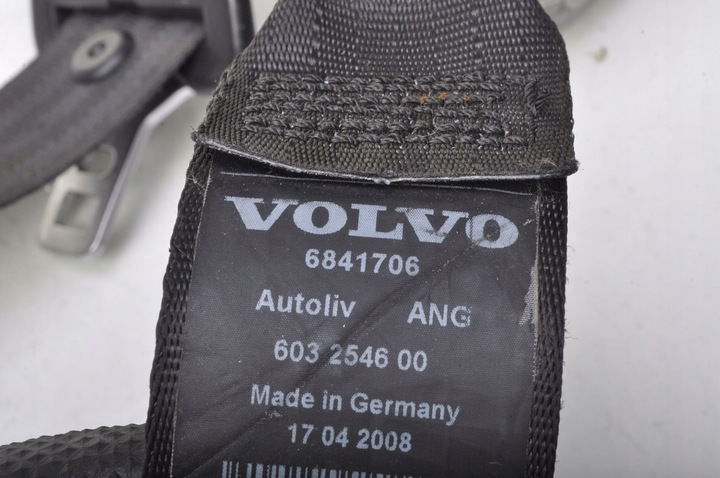 VOLVO
6841706
Autoliv ANG
603 2546 00
Made in Germany
17 04 2008